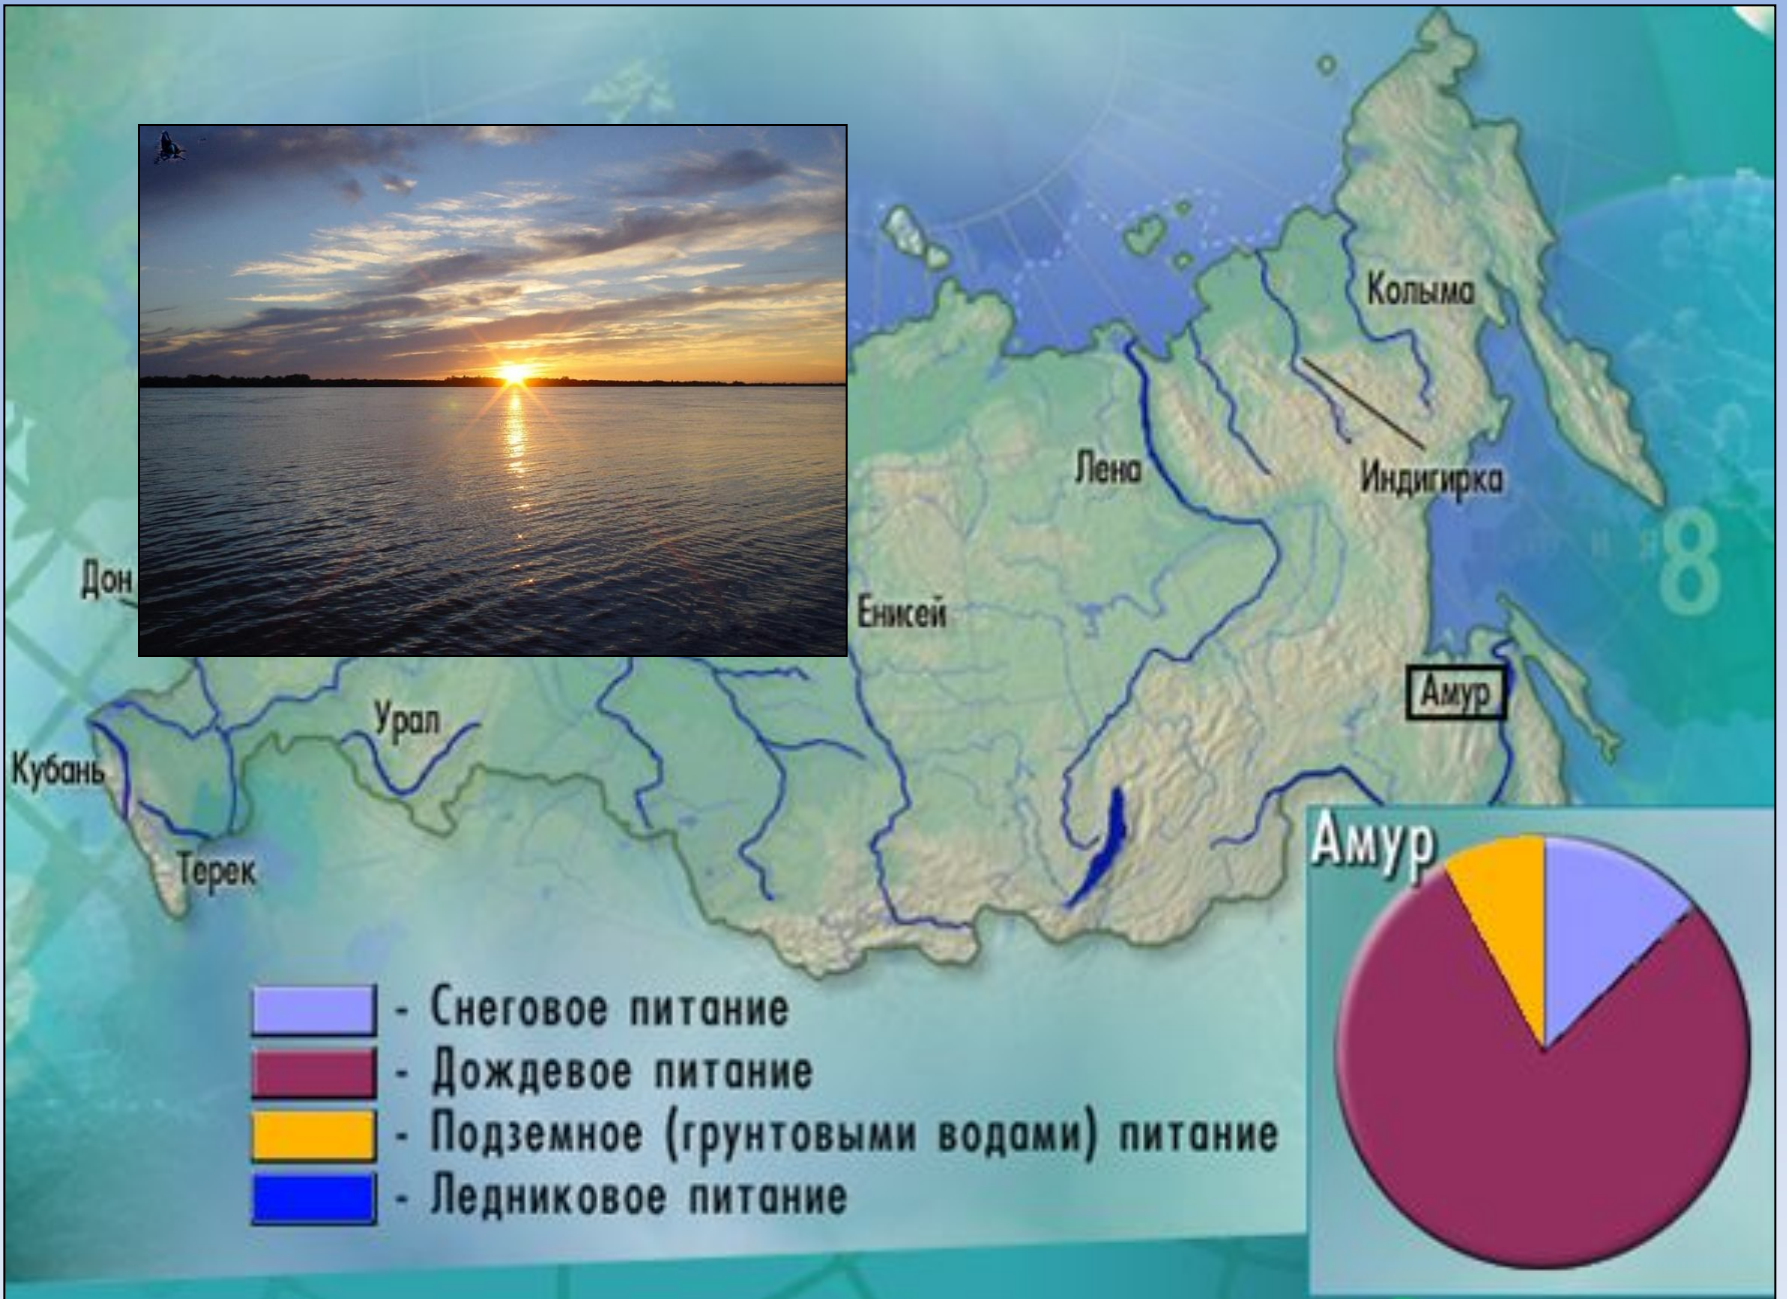 Колыма
Лена
Индигирка
Дон
Енисей
8
Амур
Урал
Кубань
Терек
Амур
- Снеговое питание
- Дождевое питание
- Подземное (грунтовыми водами) питание
- Ледниковое питание